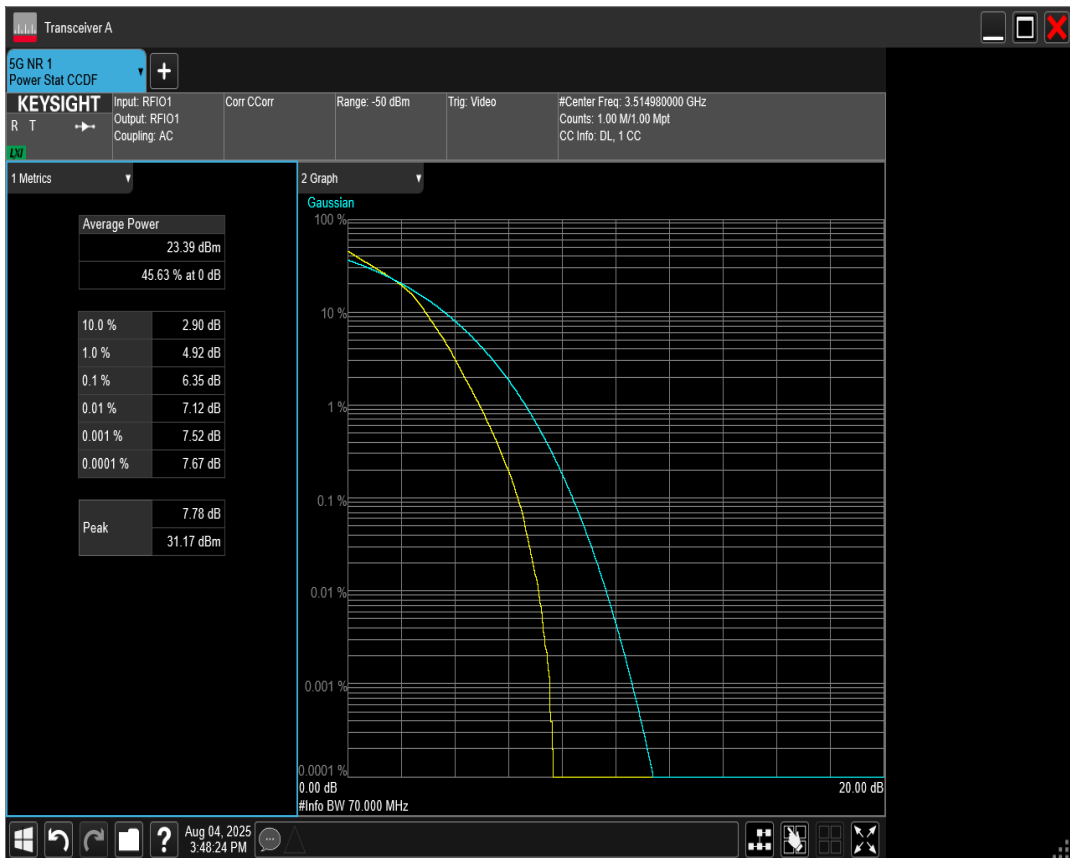 Transceiver A
5G NR 1
Power Stat CCDF
KEYSIGHT
R T
LXI
Input: RFIO1
Output: RFIO1
Coupling: AC
Corr CCorr
Range: -50 dBm
Trig: Video
#Center Freq: 3.514980000 GHz
Counts: 1.00 M/1.00 Mpt
CC Info: DL, 1 CC
1 Metrics
Average Power
23.39 dBm
45.63 % at 0 dB
10.0 % 2.90 dB
1.0 % 4.92 dB
0.1 % 6.35 dB
0.01 % 7.12 dB
0.001 % 7.52 dB
0.0001 % 7.67 dB
Peak 7.78 dB
31.17 dBm
2 Graph
Gaussian
100 %
10 %
1 %
0.1 %
0.01 %
0.001 %
0.0001 %
0.00 dB 20.00 dB
#Info BW 70.000 MHz
Aug 04, 2025
3:48:24 PM